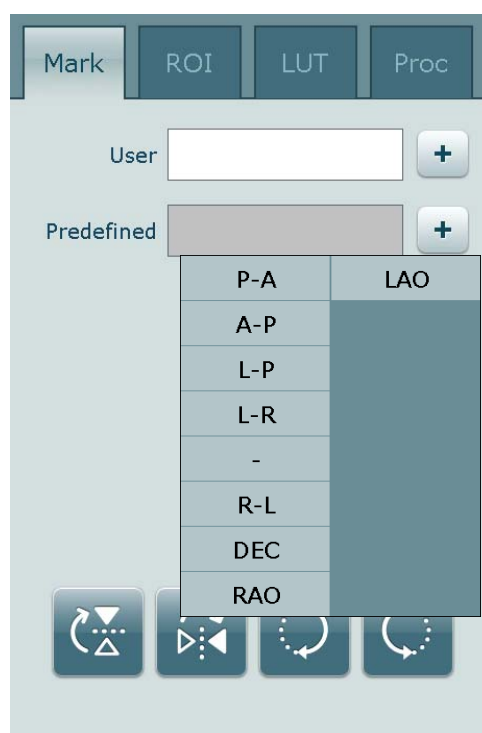 Mark ROI LUT Proc
User +
Predefined +
P-A LAO
A-P
L-P
L-R
-
R-L
DEC
RAO